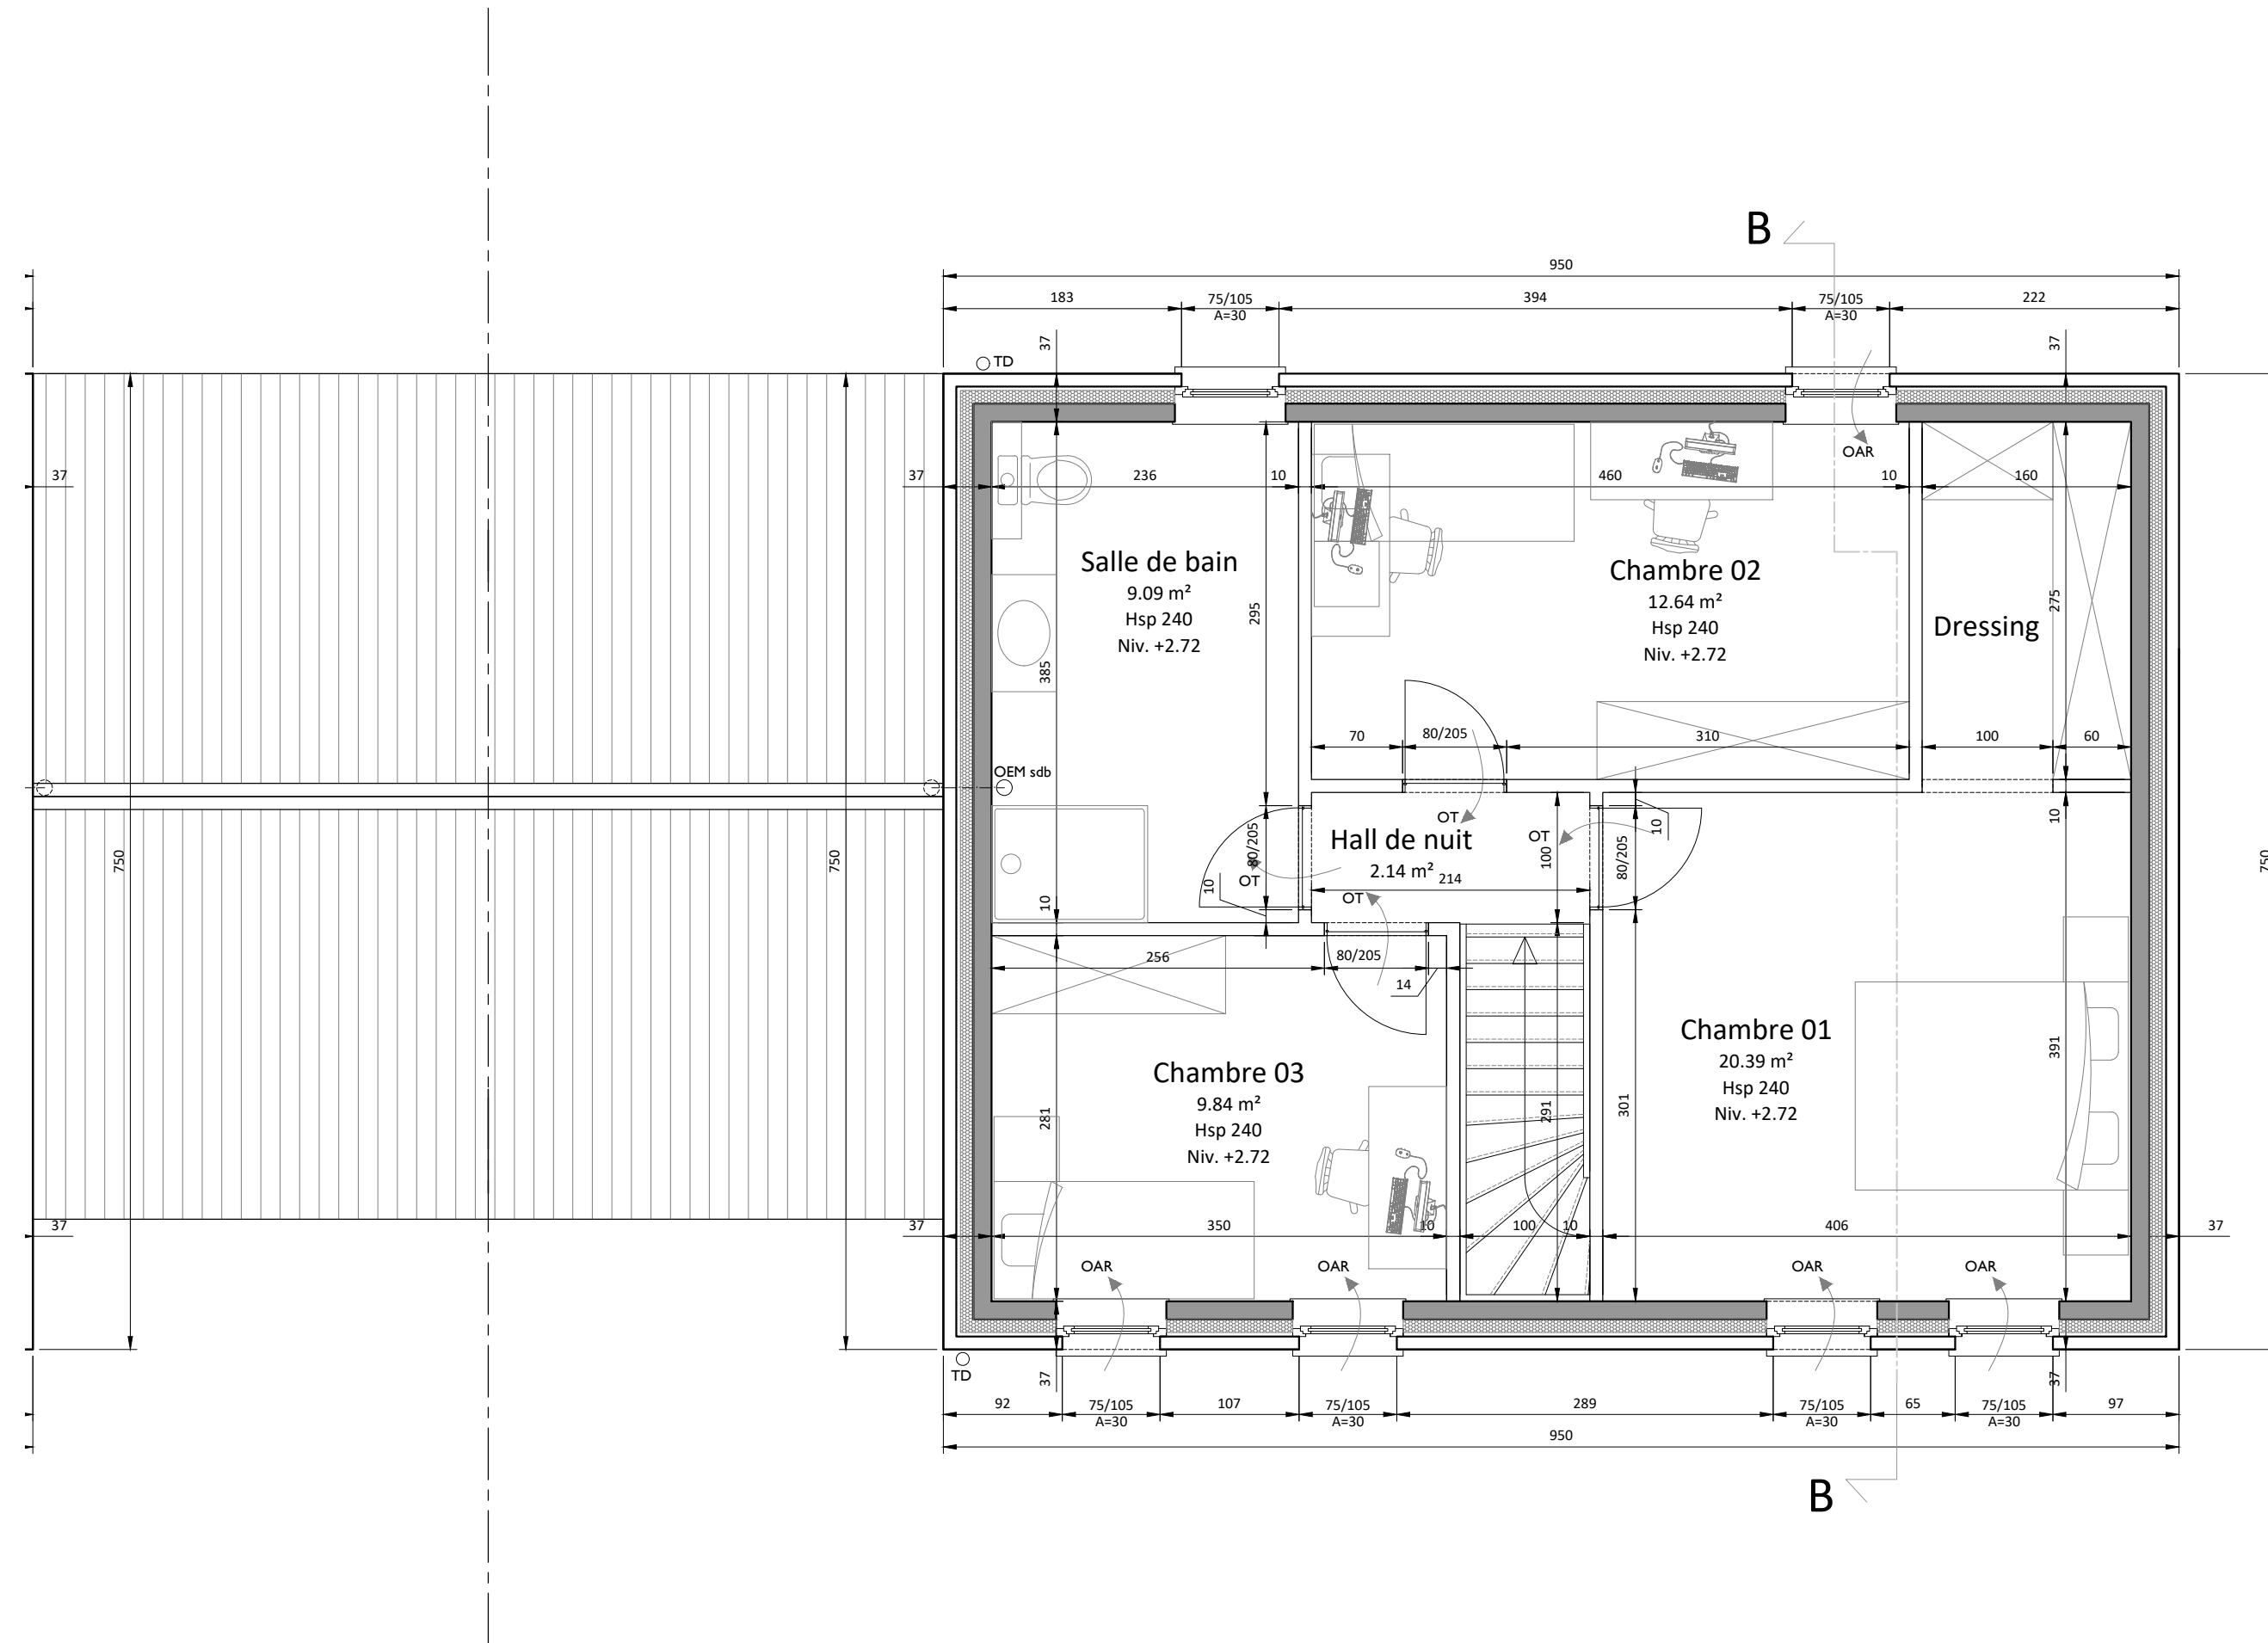 B
950
183
75/105
A=30
394
75/105
A=30
222
37
37
TD
OAR
37
37
236
10
460
10
160
Salle de bain
9.09 m²
Hsp 240
Niv. +2.72
295
385
Chambre 02
12.64 m²
Hsp 240
Niv. +2.72
Dressing
275
70
80/205
310
100
60
OEM sdb
750
750
750
80/205
10
OT
10
Hall de nuit
2.14 m²
214
OT
OT
OT
100
80/205
10
10
256
80/205
14
Chambre 03
9.84 m²
Hsp 240
Niv. +2.72
281
291
301
Chambre 01
20.39 m²
Hsp 240
Niv. +2.72
391
37
37
350
10
100
10
406
37
OAR
OAR
OAR
OAR
TD
37
37
92
75/105
A=30
107
75/105
A=30
289
75/105
A=30
65
75/105
A=30
97
950
B